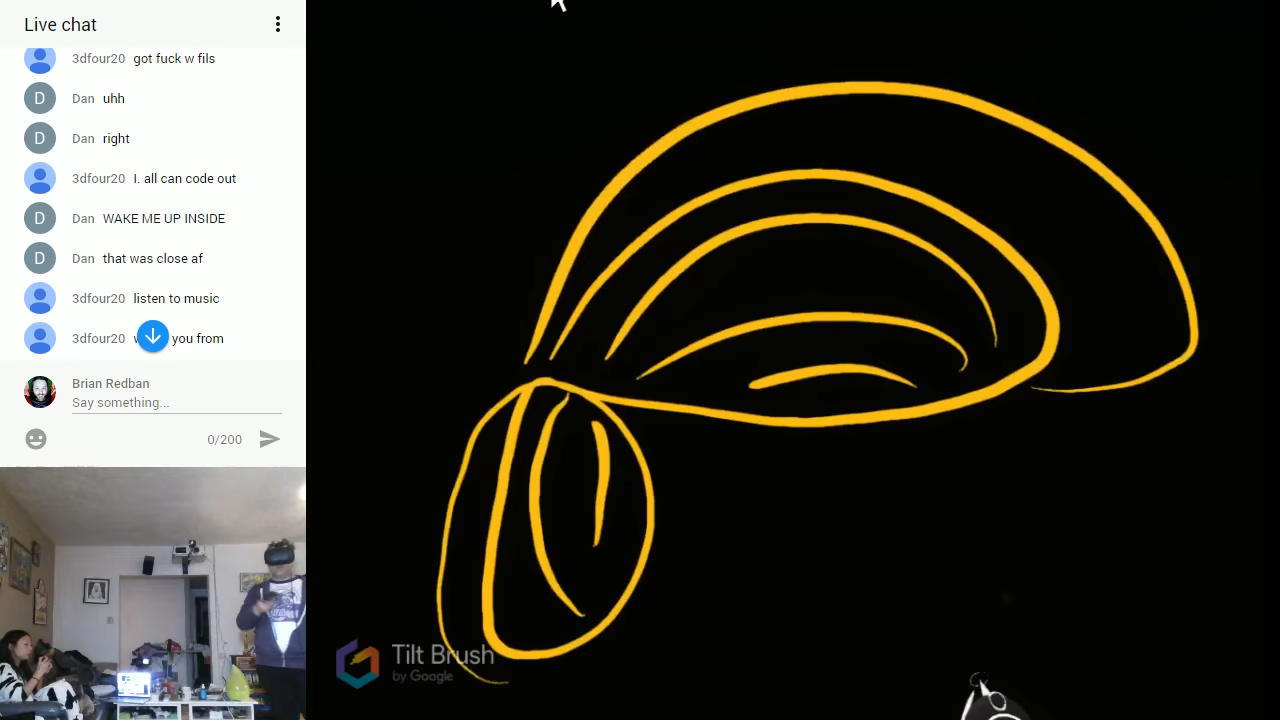 Live chat
3dfour20 got fuck w fils
Dan uhh
Dan right
3dfour20 I. all can code out
Dan WAKE ME UP INSIDE
Dan that was close af
3dfour20 listen to music
3dfour20 you from
Brian Redban
Say something...
0/200
D
D
D
D
Tilt Brush
by Google